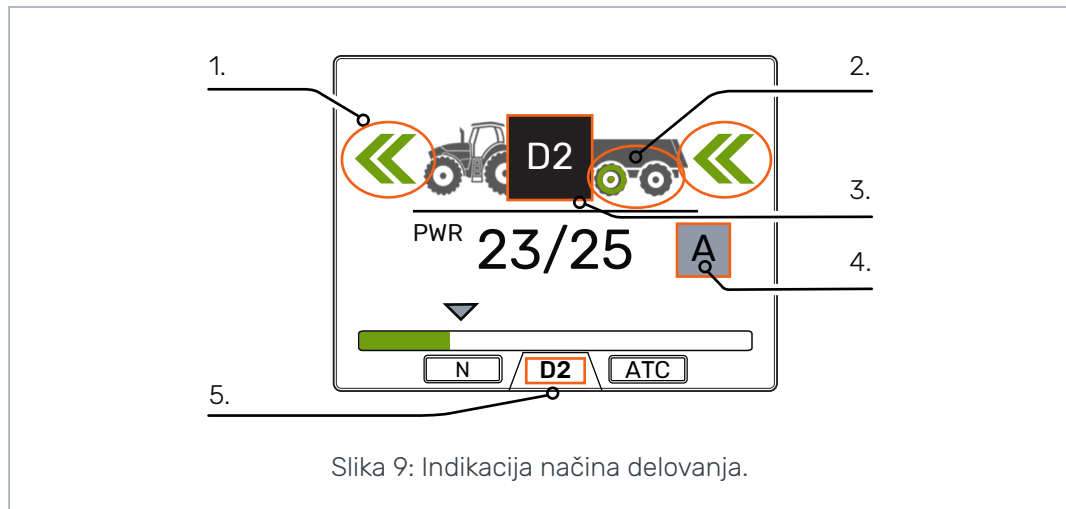 1.
2.
D2
3.
PWR 23/25
A
4.
N D2 ATC
5.
Slika 9: Indikacija načina delovanja.